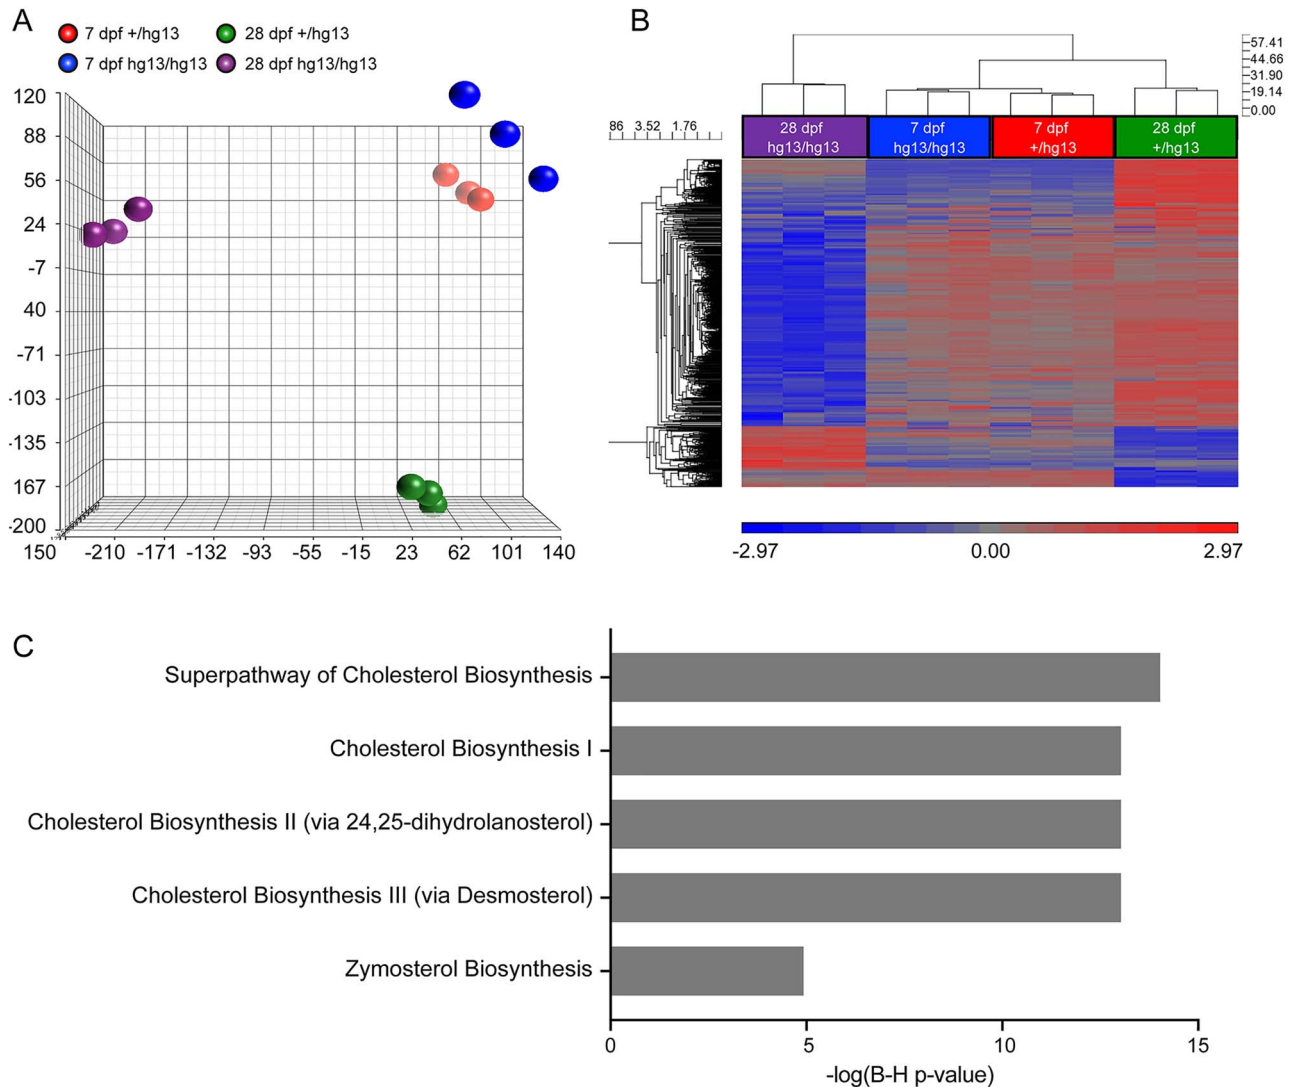 A
7 dpf +/hg13
28 dpf +/hg13
7 dpf hg13/hg13
28 dpf hg13/hg13
120
88
56
24
-7
40
-71
-103
-135
167
-200
150 -210 -171 -132 -93 -55 -15 23 62 101 140
B
57.41
44.66
31.90
19.14
0.00
86 3.52 1.76
28 dpf
hg13/hg13
7 dpf
hg13/hg13
7 dpf
+/hg13
28 dpf
+/hg13
-2.97 0.00 2.97
C
Superpathway of Cholesterol Biosynthesis
Cholesterol Biosynthesis I
Cholesterol Biosynthesis II (via 24,25-dihydrolanosterol)
Cholesterol Biosynthesis III (via Desmosterol)
Zymosterol Biosynthesis
0 5 10 15
-log(B-H p-value)